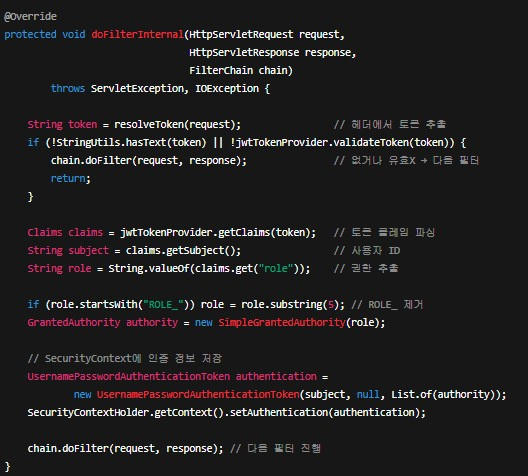 @Override
protected void doFilterInternal(HttpServletRequest request,
                                HttpServletResponse response,
                                FilterChain chain)
        throws ServletException, IOException {

    String token = resolveToken(request);                // 헤더에서 토큰 추출
    if (!StringUtils.hasText(token) || !jwtTokenProvider.validateToken(token)) {
        chain.doFilter(request, response);               // 없거나 유효X → 다음 필터
        return;
    }

    Claims claims = jwtTokenProvider.getClaims(token);   // 토큰 클레임 파싱
    String subject = claims.getSubject();                // 사용자 ID
    String role = String.valueOf(claims.get("role"));    // 권한 추출

    if (role.startsWith("ROLE_")) role = role.substring(5); // ROLE_ 제거
    GrantedAuthority authority = new SimpleGrantedAuthority(role);

    // SecurityContext에 인증 정보 저장
    UsernamePasswordAuthenticationToken authentication =
            new UsernamePasswordAuthenticationToken(subject, null, List.of(authority));
    SecurityContextHolder.getContext().setAuthentication(authentication);

    chain.doFilter(request, response); // 다음 필터 진행
}